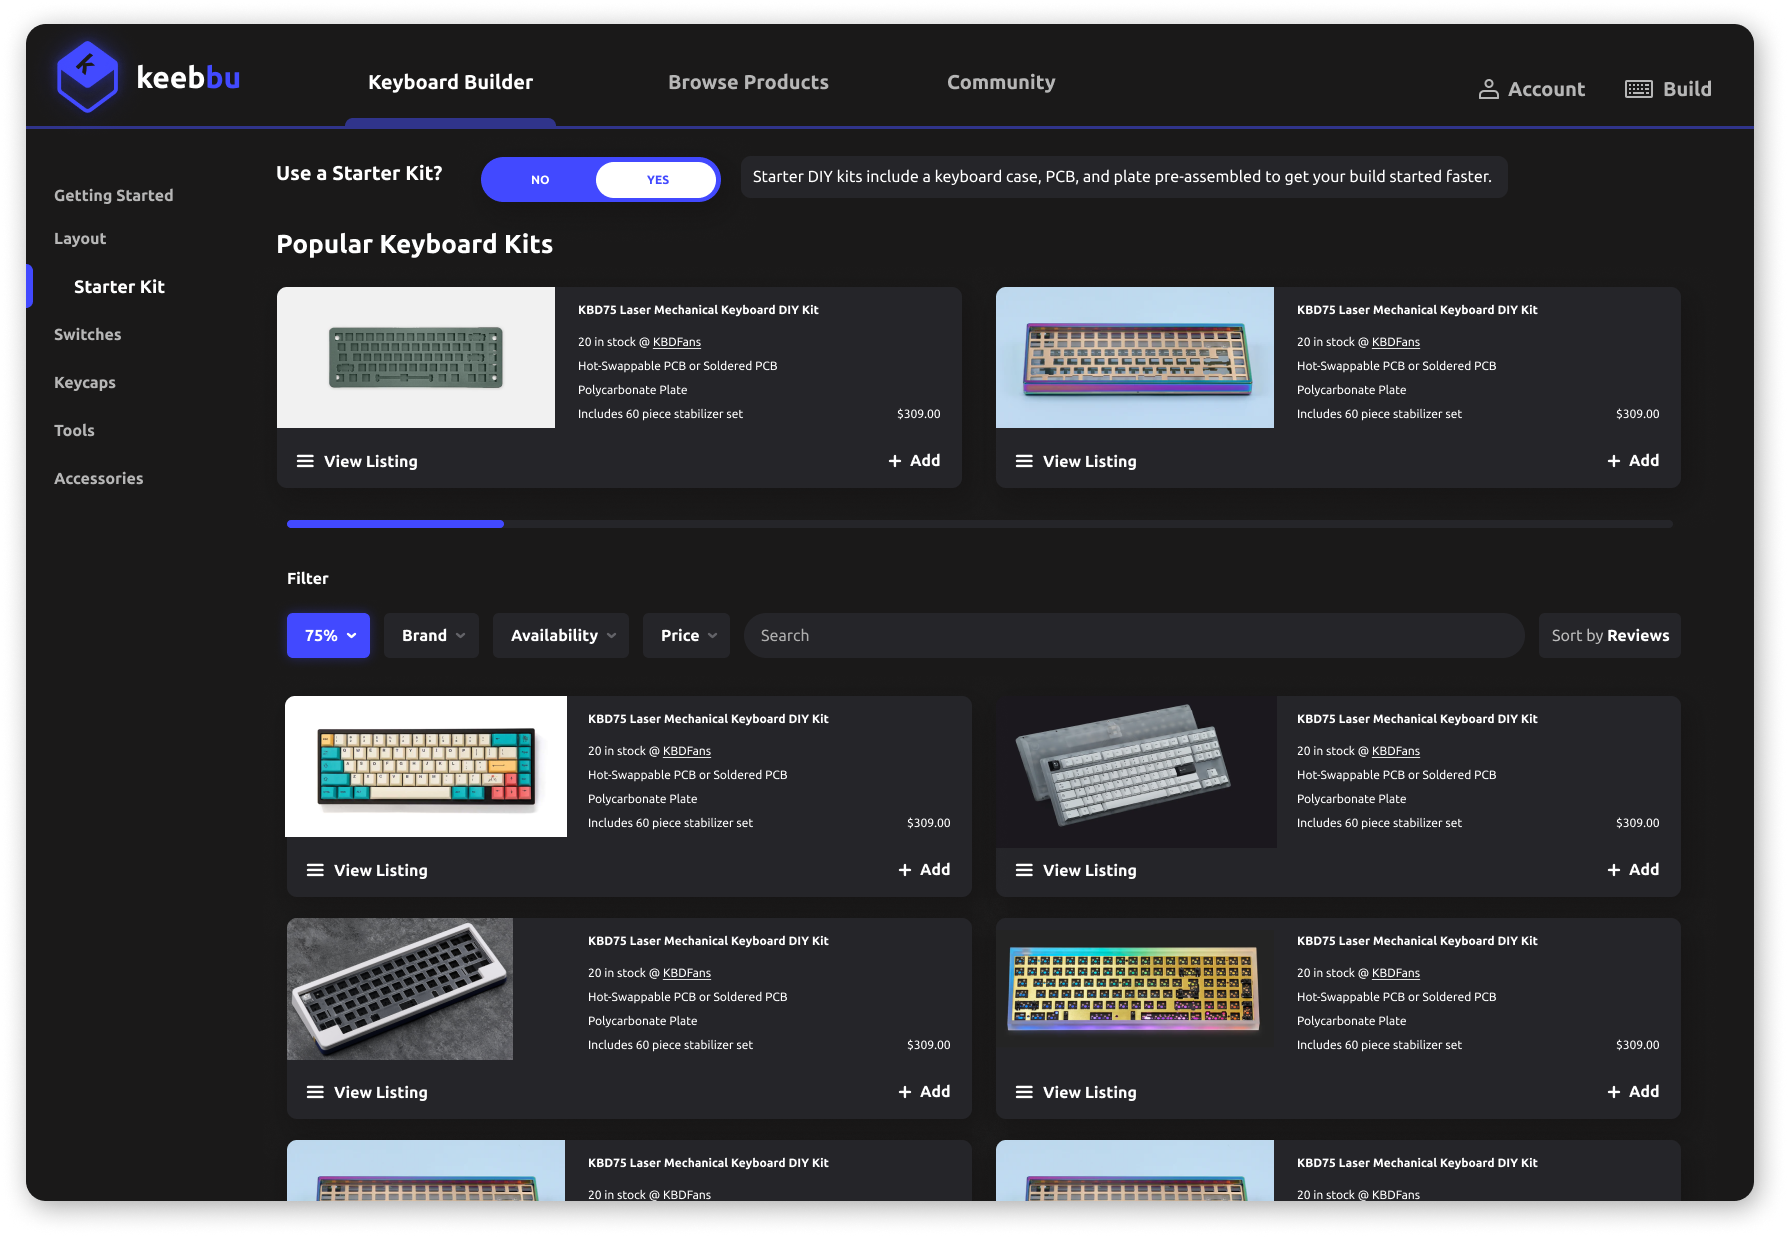 keebbu
Keyboard Builder
Browse Products
Community
Account
Build
Getting Started
Layout
Starter Kit
Switches
Keycaps
Tools
Accessories
Use a Starter Kit?
NO
YES
Starter DIY kits include a keyboard case, PCB, and plate pre-assembled to get your build started faster.
Popular Keyboard Kits
KBD75 Laser Mechanical Keyboard DIY Kit
20 in stock @ KBDFans
Hot-Swappable PCB or Soldered PCB
Polycarbonate Plate
Includes 60 piece stabilizer set
$309.00
View Listing
+ Add
KBD75 Laser Mechanical Keyboard DIY Kit
20 in stock @ KBDFans
Hot-Swappable PCB or Soldered PCB
Polycarbonate Plate
Includes 60 piece stabilizer set
$309.00
View Listing
+ Add
Filter
75%
Brand
Availability
Price
Search
Sort by Reviews
KBD75 Laser Mechanical Keyboard DIY Kit
20 in stock @ KBDFans
Hot-Swappable PCB or Soldered PCB
Polycarbonate Plate
Includes 60 piece stabilizer set
$309.00
View Listing
+ Add
KBD75 Laser Mechanical Keyboard DIY Kit
20 in stock @ KBDFans
Hot-Swappable PCB or Soldered PCB
Polycarbonate Plate
Includes 60 piece stabilizer set
$309.00
View Listing
+ Add
KBD75 Laser Mechanical Keyboard DIY Kit
20 in stock @ KBDFans
Hot-Swappable PCB or Soldered PCB
Polycarbonate Plate
Includes 60 piece stabilizer set
$309.00
View Listing
+ Add
KBD75 Laser Mechanical Keyboard DIY Kit
20 in stock @ KBDFans
Hot-Swappable PCB or Soldered PCB
Polycarbonate Plate
Includes 60 piece stabilizer set
$309.00
View Listing
+ Add
KBD75 Laser Mechanical Keyboard DIY Kit
20 in stock @ KBDFans
KBD75 Laser Mechanical Keyboard DIY Kit
20 in stock @ KBDFans